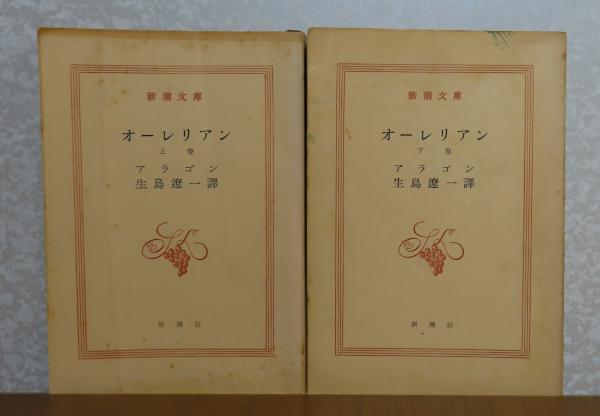 新潮文庫
オーレリアン
上巻
アラゴン
生島遼一譯
新潮社
新潮文庫
オーレリアン
下巻
アラゴン
生島遼一譯
新潮社